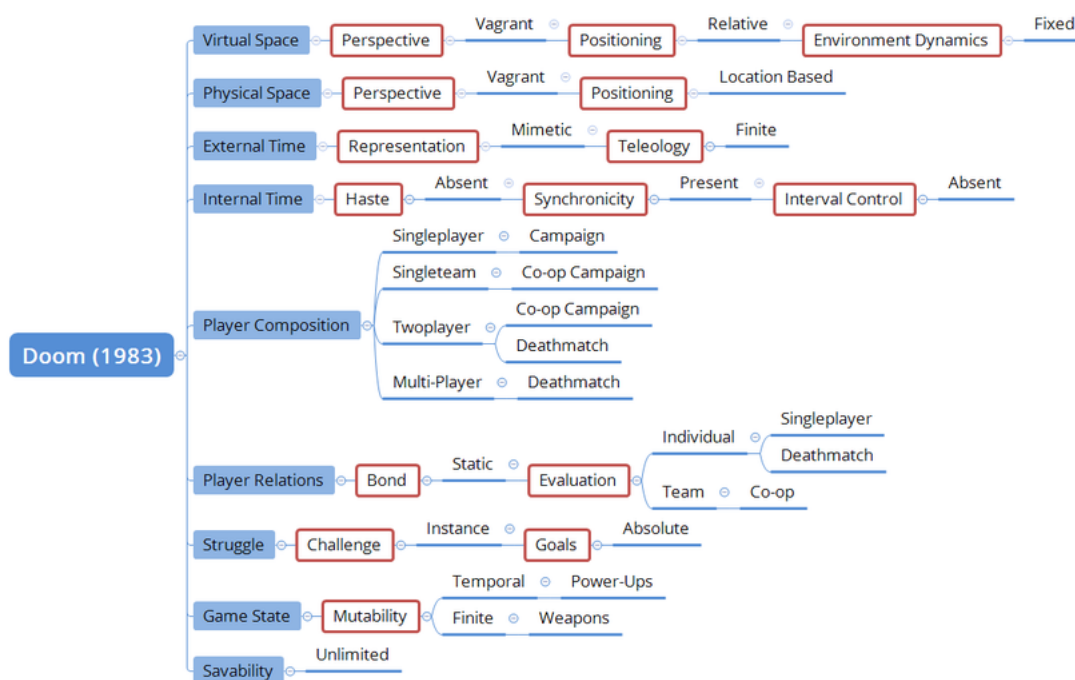 Doom (1983)
Virtual Space Perspective Vagrant Positioning Relative Environment Dynamics Fixed
Physical Space Perspective Vagrant Positioning Location Based
External Time Representation Mimetic Teleology Finite
Internal Time Haste Absent Synchronicity Present Interval Control Absent
Player Composition
Singleplayer Campaign
Singleteam Co-op Campaign
Twoplayer
Co-op Campaign
Deathmatch
Multi-Player Deathmatch
Player Relations Bond Static Evaluation
Individual
Singleplayer
Deathmatch
Team Co-op
Struggle Challenge Instance Goals Absolute
Game State Mutability
Temporal Power-Ups
Finite Weapons
Savability Unlimited